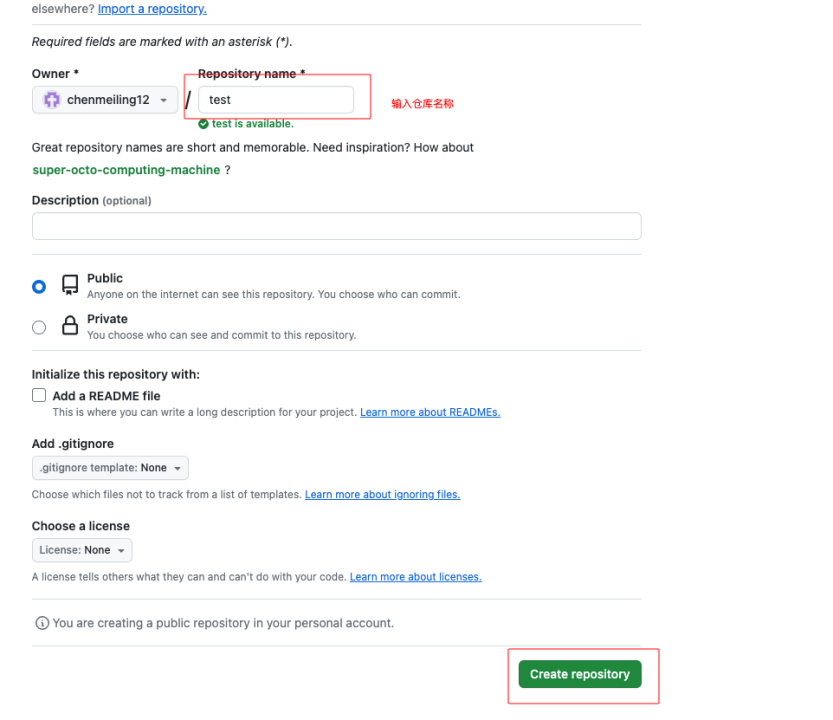 elsewhere? Import a repository.
Required fields are marked with an asterisk (*).
Owner * Repository name *
chenmeiling12 / test 输入仓库名称
test is available.
Great repository names are short and memorable. Need inspiration? How about
super-octo-computing-machine ?
Description (optional)
Public
Anyone on the internet can see this repository. You choose who can commit.
Private
You choose who can see and commit to this repository.
Initialize this repository with:
Add a README file
This is where you can write a long description for your project. Learn more about READMEs.
Add .gitignore
.gitignore template: None
Choose which files not to track from a list of templates. Learn more about ignoring files.
Choose a license
License: None
A license tells others what they can and can't do with your code. Learn more about licenses.
You are creating a public repository in your personal account.
Create repository